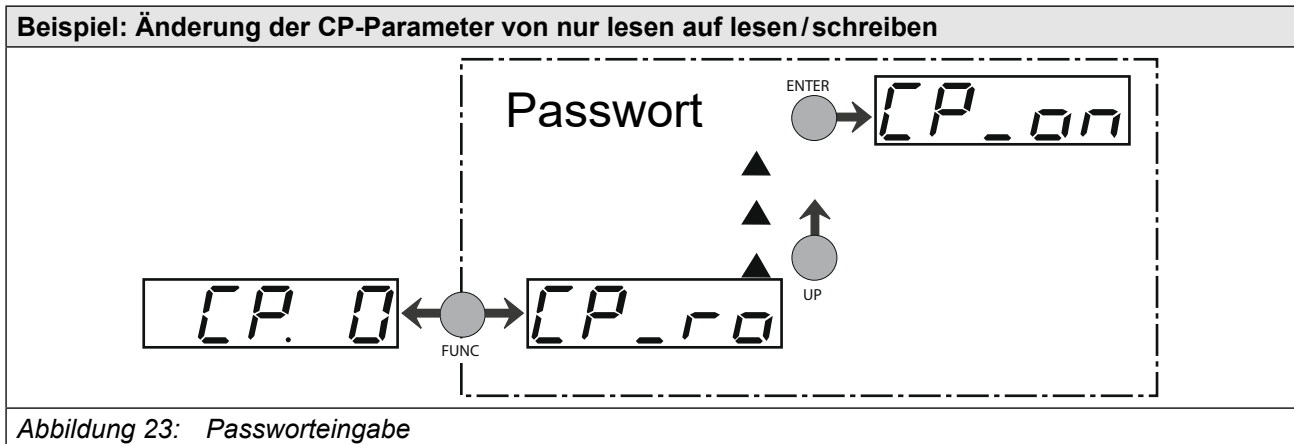 Beispiel: Änderung der CP-Parameter von nur lesen auf lesen/schreiben
Passwort
ENTER
CP_on
UP
CP. 0
FUNC
CP_ro
Abbildung 23: Passworteingabe